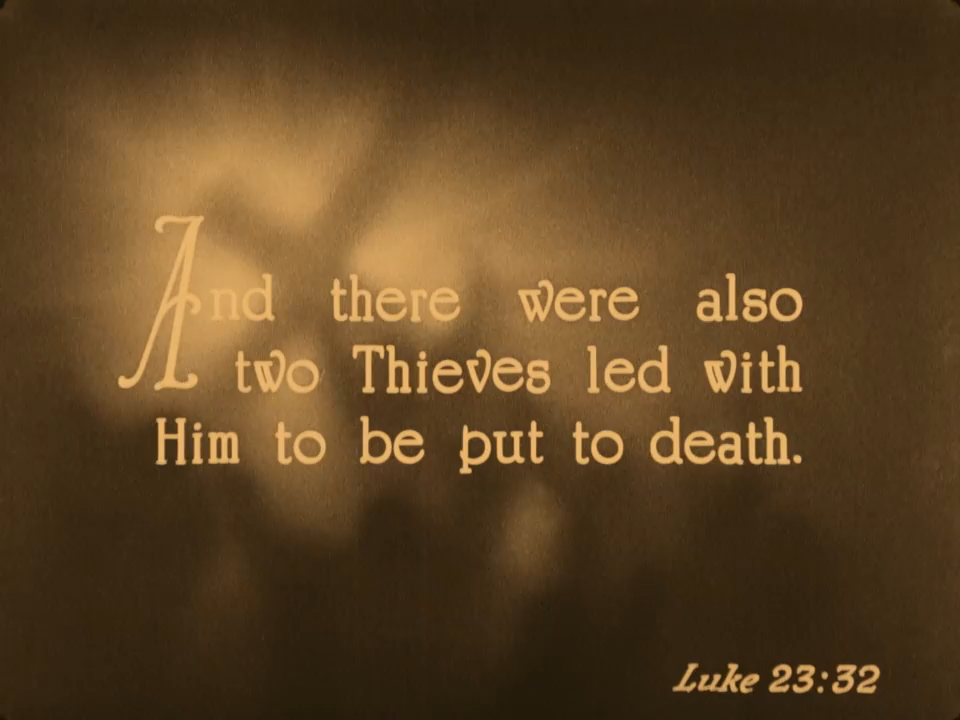 And there were also
two Thieves led with
Him to be put to death.
Luke 23:32